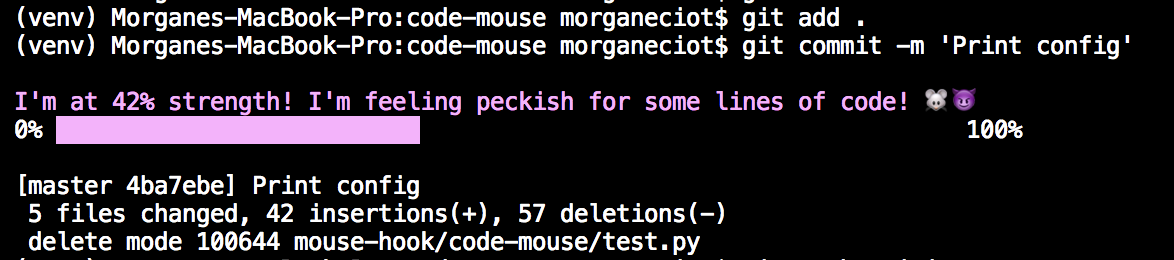 (venv) Morganes-MacBook-Pro:code-mouse morganeciot$ git add .
(venv) Morganes-MacBook-Pro:code-mouse morganeciot$ git commit -m 'Print config'
I'm at 42% strength! I'm feeling peckish for some lines of code! 🐭😈
0% 100%
[master 4ba7ebe] Print config
5 files changed, 42 insertions(+), 57 deletions(-)
delete mode 100644 mouse-hook/code-mouse/test.py